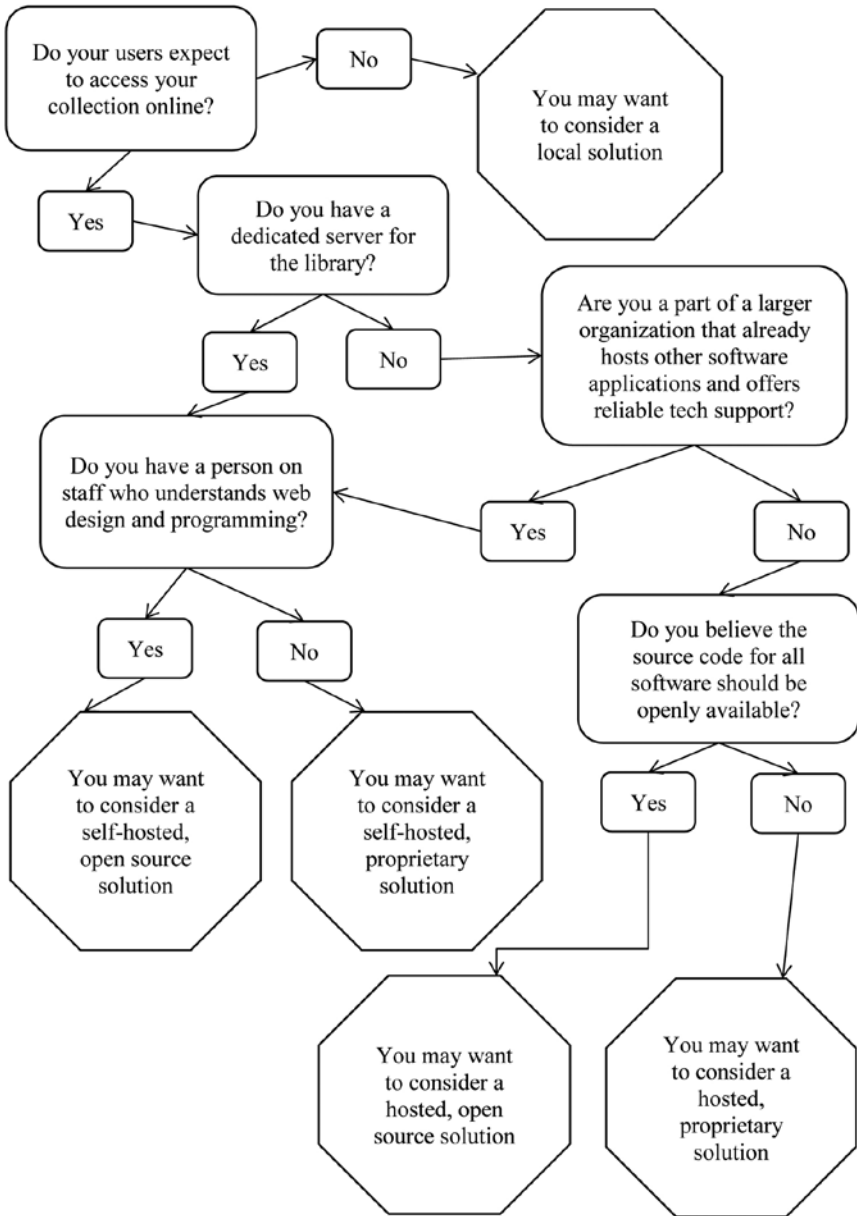 Do your users expect
to access your
collection online?
No
You may want
to consider a
local solution
Yes
Do you have a
dedicated server for
the library?
Are you a part of a larger
organization that already
hosts other software
applications and offers
reliable tech support?
Yes
No
Do you have a person on
staff who understands web
design and programming?
Yes
No
Yes
No
Do you believe the
source code for all
software should be
openly available?
You may want
to consider a
self-hosted,
open source
solution
You may want
to consider a
self-hosted,
proprietary
solution
Yes
No
You may want
to consider a
hosted, open
source solution
You may want
to consider a
hosted,
proprietary
solution